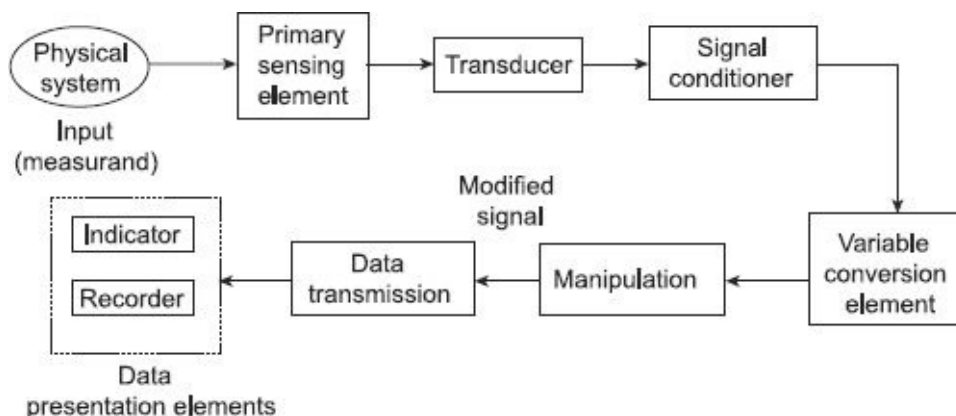 Physical
system
Input
(measurand)
Primary
sensing
element
Transducer
Signal
conditioner
Variable
conversion
element
Manipulation
Modified
signal
Data
transmission
Indicator
Recorder
Data
presentation elements